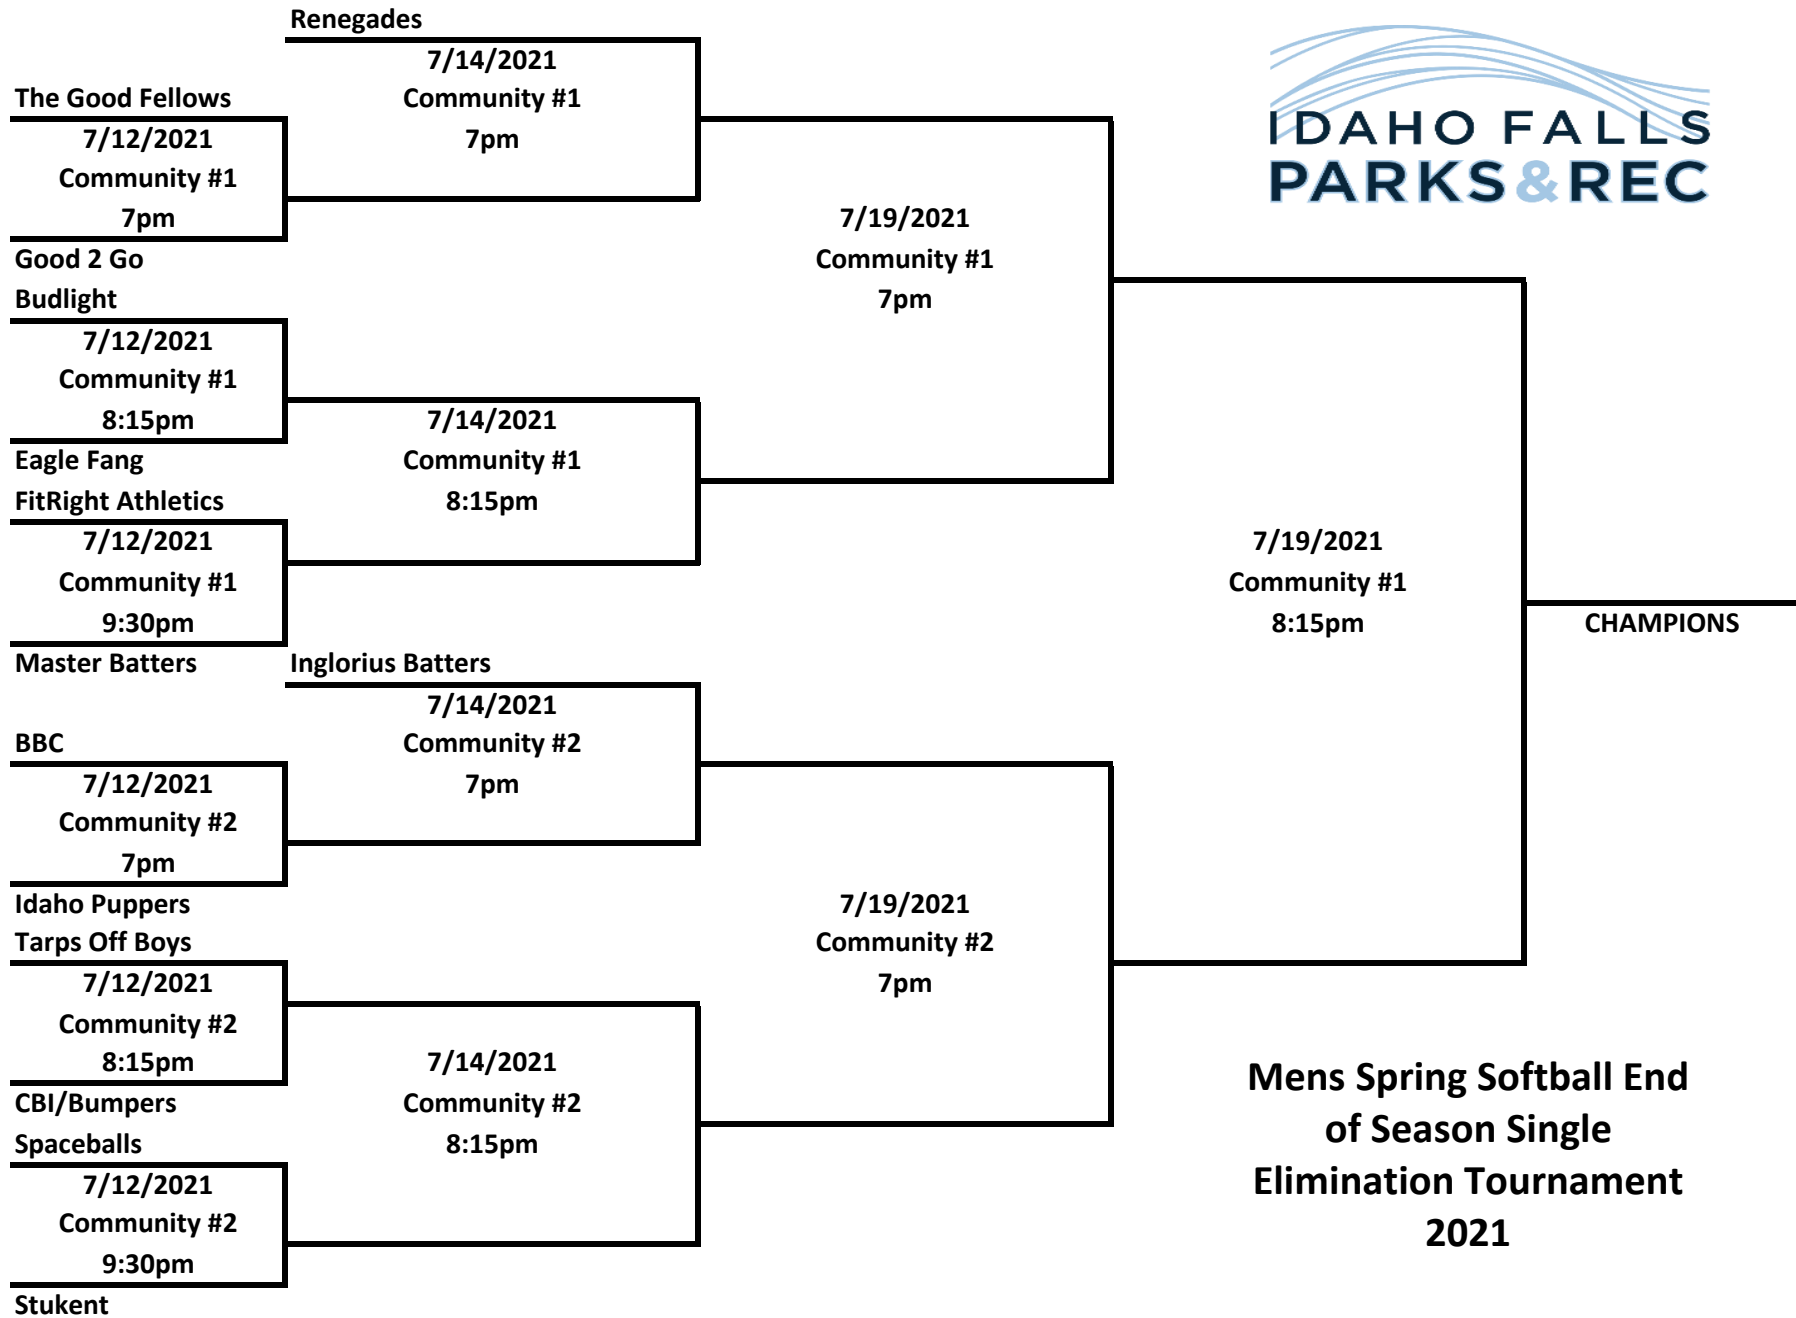 Renegades
7/14/2021
Community #1
7pm
The Good Fellows
7/12/2021
Community #1
7pm
Good 2 Go
Budlight
7/12/2021
Community #1
8:15pm
Eagle Fang
7/14/2021
Community #1
8:15pm
FitRight Athletics
7/12/2021
Community #1
9:30pm
Master Batters
7/19/2021
Community #1
7pm
Inglorius Batters
7/14/2021
Community #2
7pm
BBC
7/12/2021
Community #2
7pm
Idaho Puppers
Tarps Off Boys
7/12/2021
Community #2
8:15pm
CBI/Bumpers
7/14/2021
Community #2
8:15pm
Spaceballs
7/12/2021
Community #2
9:30pm
Stukent
7/19/2021
Community #2
7pm
7/19/2021
Community #1
8:15pm
CHAMPIONS
IDAHO FALLS
PARKS&REC
Mens Spring Softball End
of Season Single
Elimination Tournament
2021